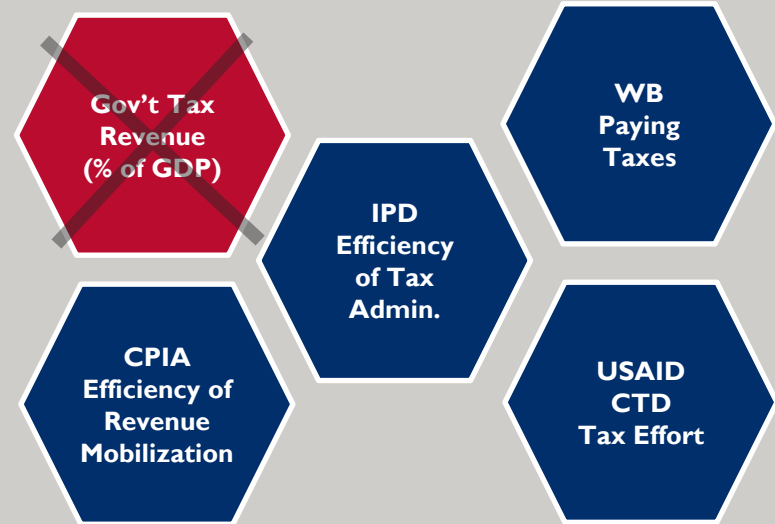 Gov't Tax
Revenue
(% of GDP)
WB
Paying
Taxes
IPD
Efficiency
of Tax
Admin.
CPIA
Efficiency of
Revenue
Mobilization
USAID
CTD
Tax Effort